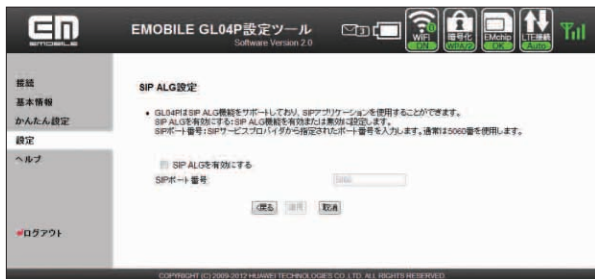 EM
EMOBILE
EMOBILE GL04P設定ツール
Software Version 2.0
3
WiFi
ON
暗号化
WPA/2
EMchip
OK
LTE接続
Auto
接続
基本情報
かんたん設定
設定
ヘルプ
ログアウト
SIP ALG設定
GL04PはSIP ALG機能をサポートしており、SIPアプリケーションを使用することができます。
SIP ALGを有効にする:SIP ALG機能を有効または無効に設定します。
SIPポート番号:SIPサービスプロバイダから指定されたポート番号を入力します。通常は5060番を使用します。
SIP ALGを有効にする
SIPポート番号
5060
<戻る
適用
取消
COPYRIGHT (C) 2009-2012 HUAWEI TECHNOLOGIES CO. LTD. ALL RIGHTS RESERVED.